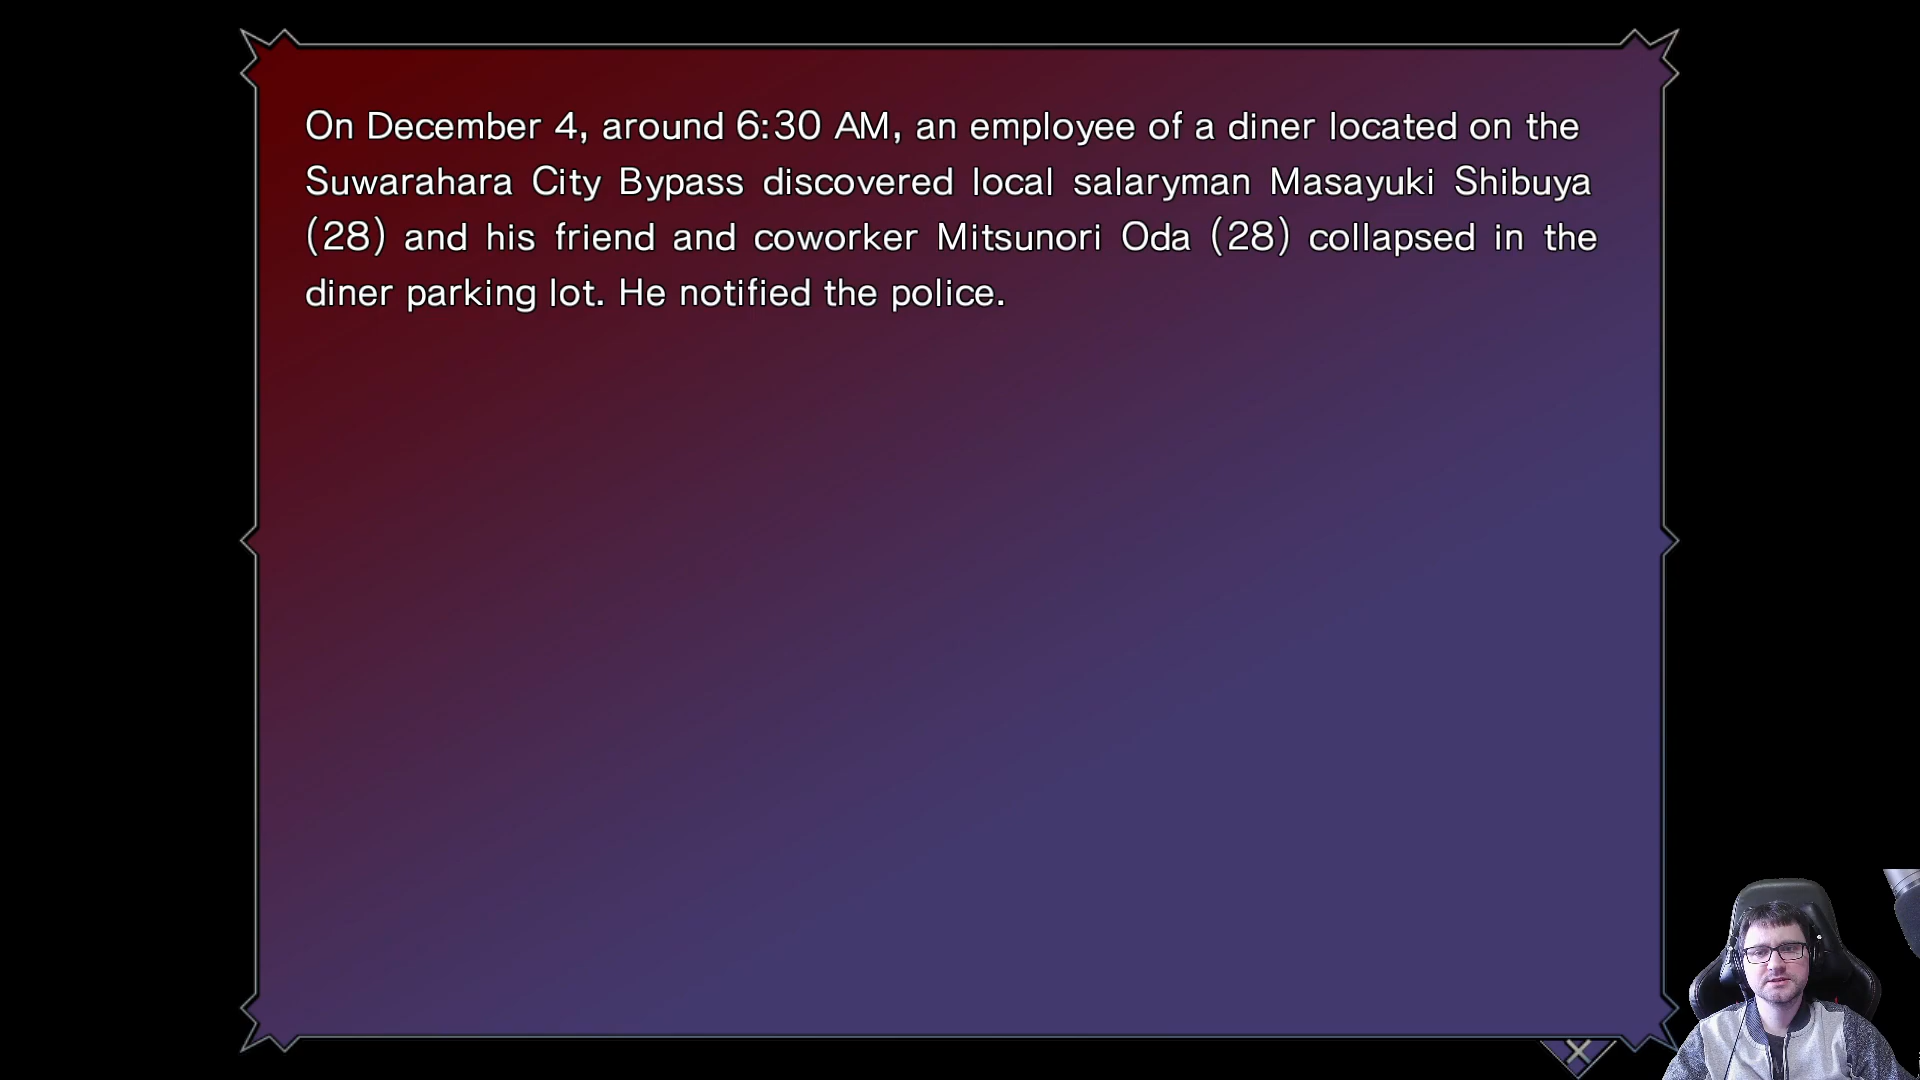 On December 4, around 6:30 AM, an employee of a diner located on the
Suwarahara City Bypass discovered local salaryman Masayuki Shibuya
(28) and his friend and coworker Mitsunori Oda (28) collapsed in the
diner parking lot. He notified the police.